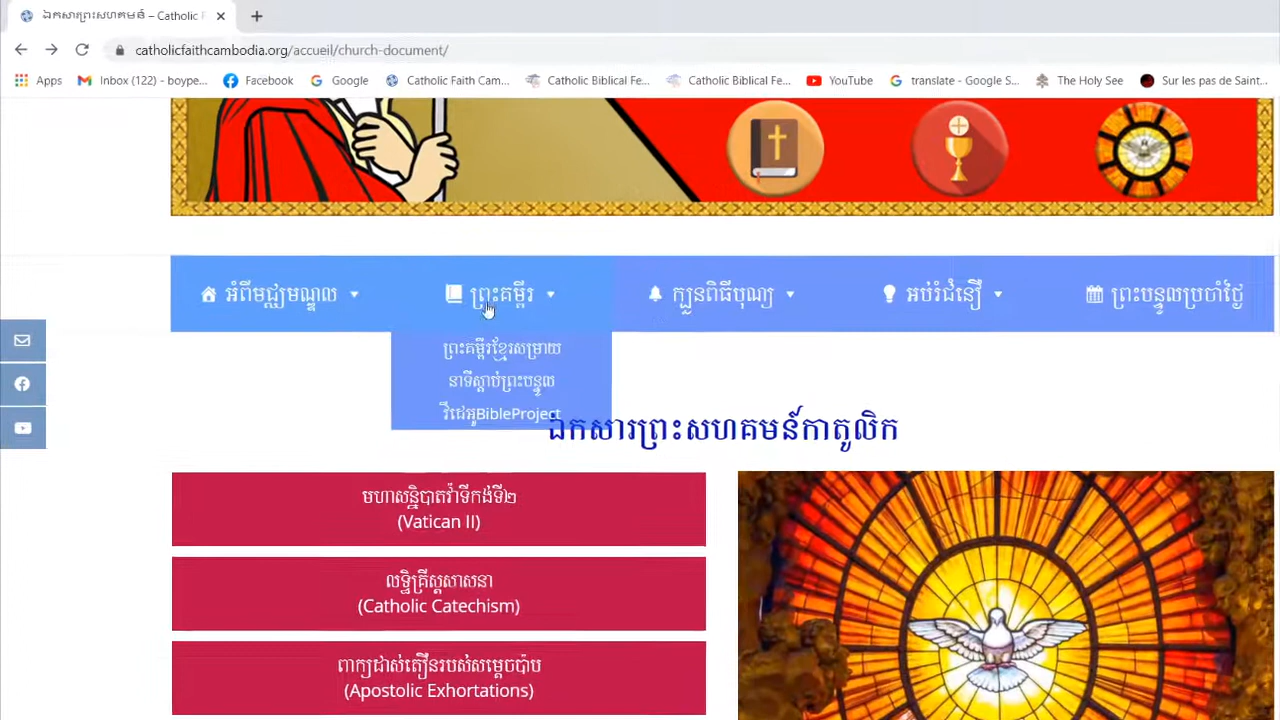 ឯកសារព្រះសហគមន៍ – Catholic F
catholicfaithcambodia.org/accueil/church-document/
Apps Inbox (122) – boype... Facebook Google Catholic Faith Cam... Catholic Biblical Fe... Catholic Biblical Fe... YouTube translate - Google S... The Holy See Sur les pas de Saint...
អំពីមជ្ឈមណ្ឌល ព្រះគម្ពីរ ក្បួនពិធីបុណ្យ អប់រំជំនឿ ព្រះបន្ទូលប្រចាំថ្ងៃ
ព្រះគម្ពីរខ្មែរសម្រាយ
នាទីស្ដាប់ព្រះបន្ទូល
វីដេអូBibleProject
ឯកសារព្រះសហគមន៍កាតូលិក
មហាសន្និបាតវ៉ាទីកង់ទី២
(Vatican II)
លទ្ធិគ្រីស្តសាសនា
(Catholic Catechism)
ពាក្យដាស់តឿនរបស់សម្ដេចប៉ាប
(Apostolic Exhortations)